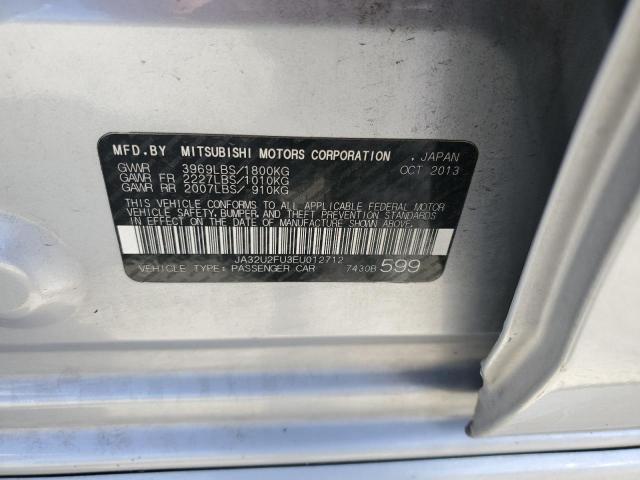 MFD.BY MITSUBISHI MOTORS CORPORATION , JAPAN
GVWR 3969LBS/1800KG OCT 2013
GAWR FR 2227LBS/1010KG
GAWR RR 2007LBS/ 910KG
THIS VEHICLE CONFORMS TO ALL APPLICABLE FEDERAL MOTOR
VEHICLE SAFETY, BUMPER, AND THEFT PREVENTION STANDARDS
IN EFFECT ON THE DATE OF MANUFACTURE SHOWN ABOVE.
JA32U2FU3EU012712
VEHICLE TYPE: PASSENGER CAR 7430B 599